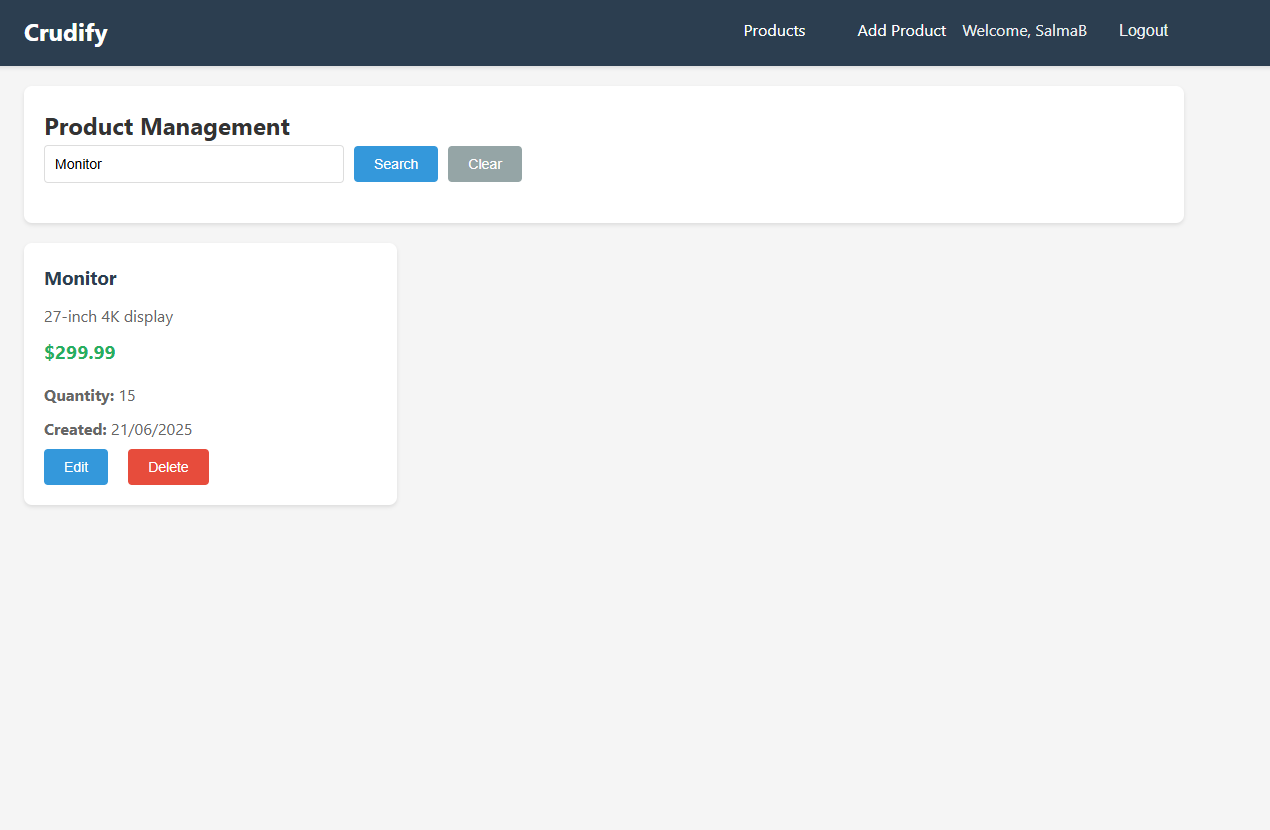 Crudify Products Add Product Welcome, SalmaB Logout
Product Management
Monitor Search Clear
Monitor
27-inch 4K display
$299.99
Quantity: 15
Created: 21/06/2025
Edit Delete